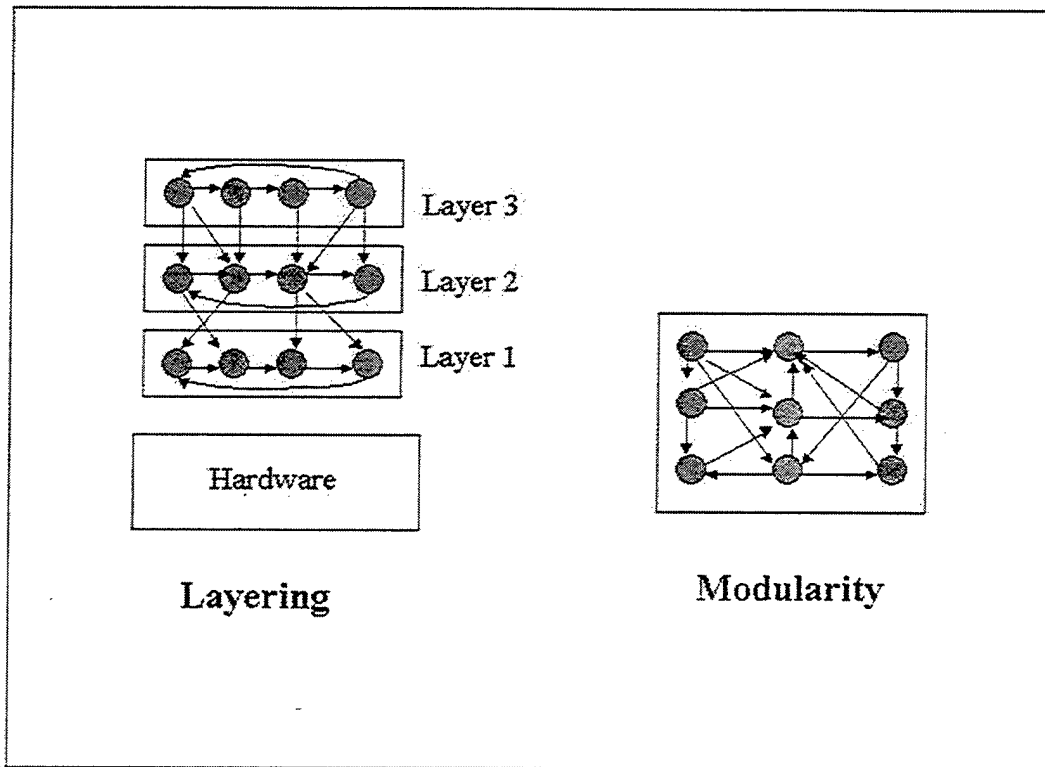 Layer 3
Layer 2
Layer 1
Hardware
Layering
Modularity